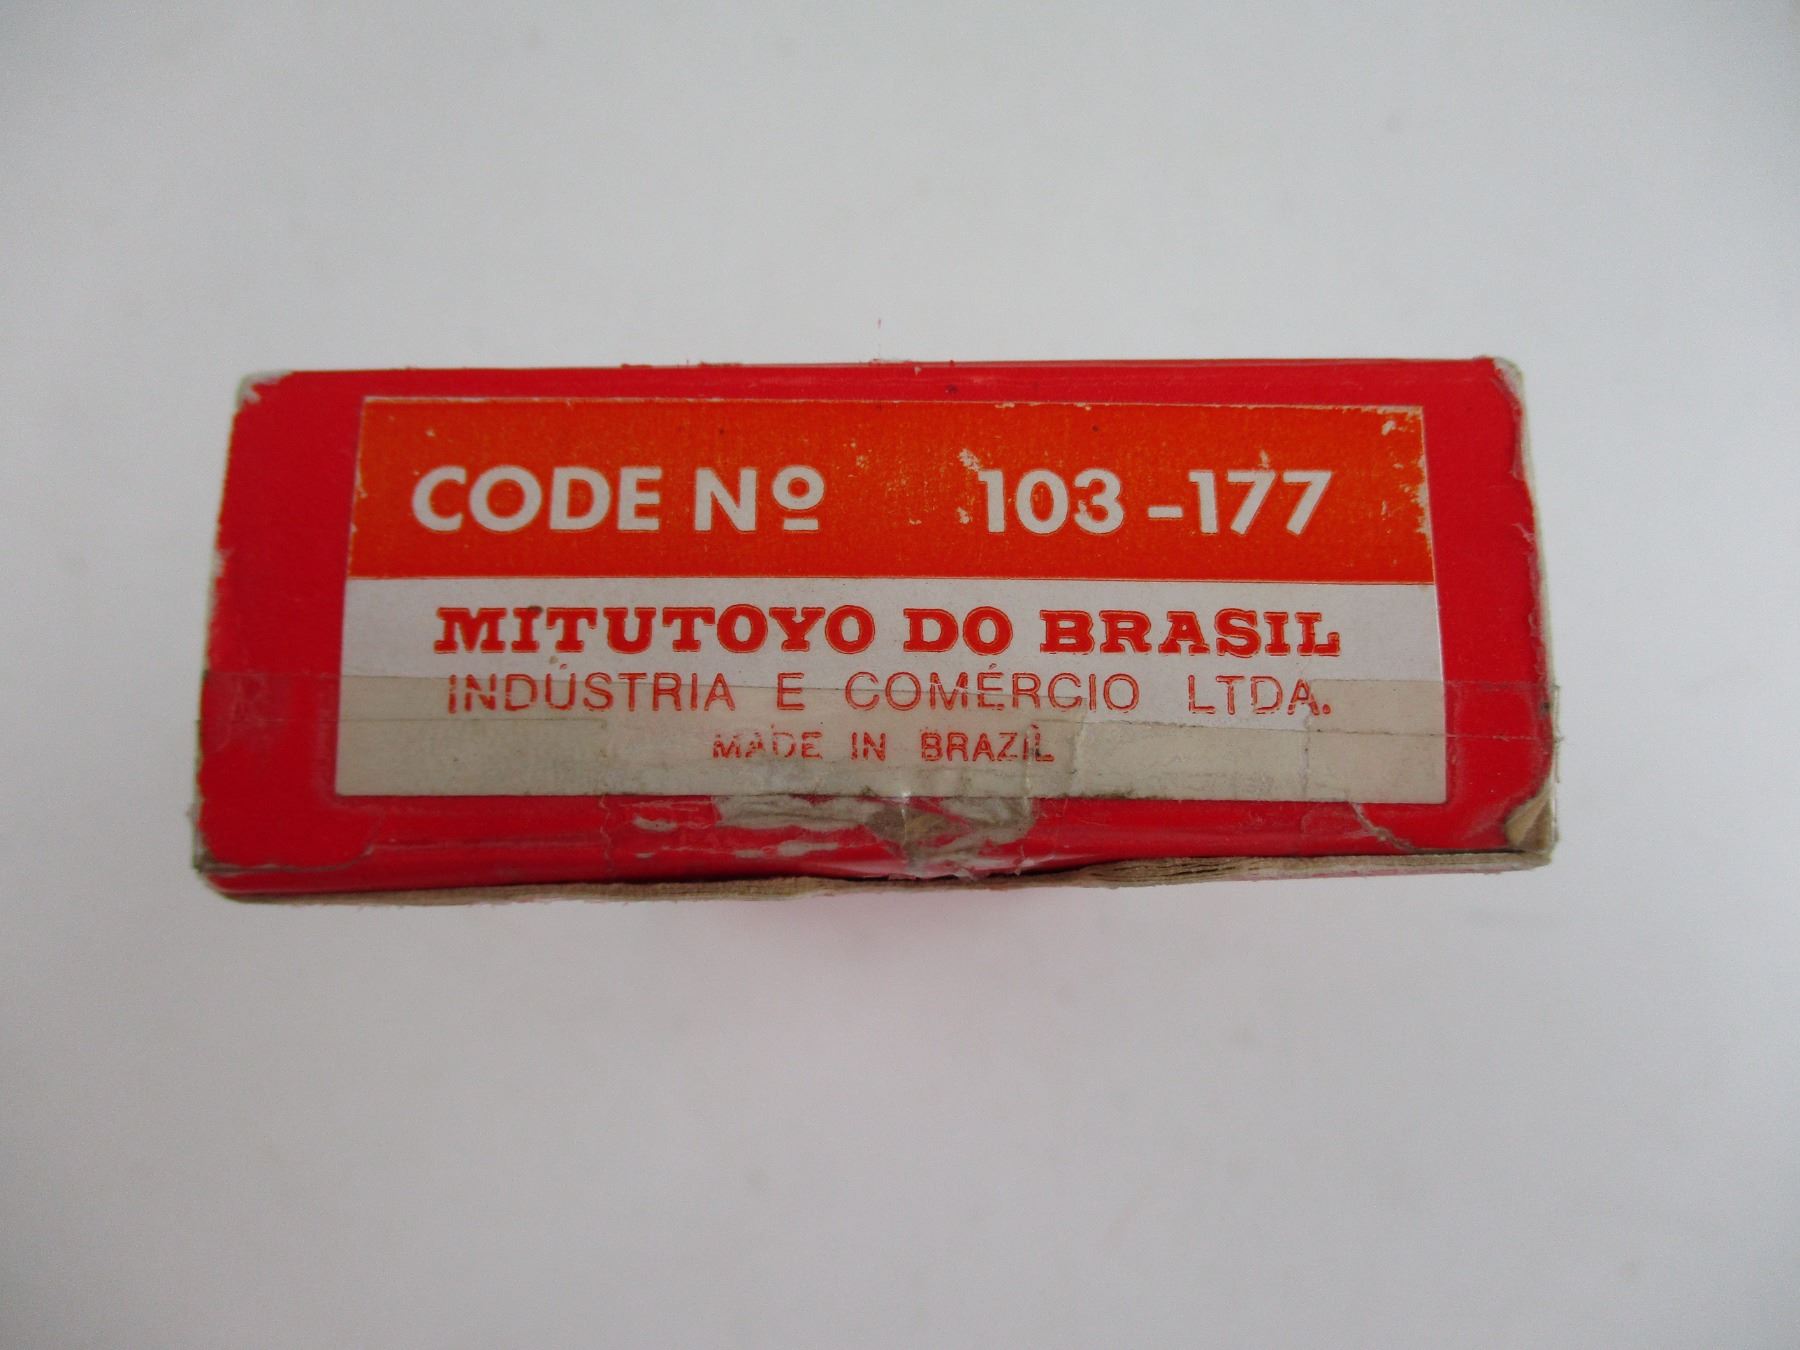 CODE Nº 103-177
MITUTOYO DO BRASIL
INDÚSTRIA E COMÉRCIO LTDA.
MADE IN BRAZIL